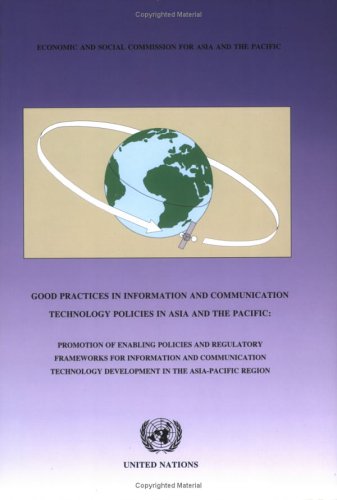 Copyrighted Material
ECONOMIC AND SOCIAL COMMISSION FOR ASIA AND THE PACIFIC
GOOD PRACTICES IN INFORMATION AND COMMUNICATION
TECHNOLOGY POLICIES IN ASIA AND THE PACIFIC:
PROMOTION OF ENABLING POLICIES AND REGULATORY
FRAMEWORKS FOR INFORMATION AND COMMUNICATION
TECHNOLOGY DEVELOPMENT IN THE ASIA-PACIFIC REGION
UNITED NATIONS
Copyrighted Material